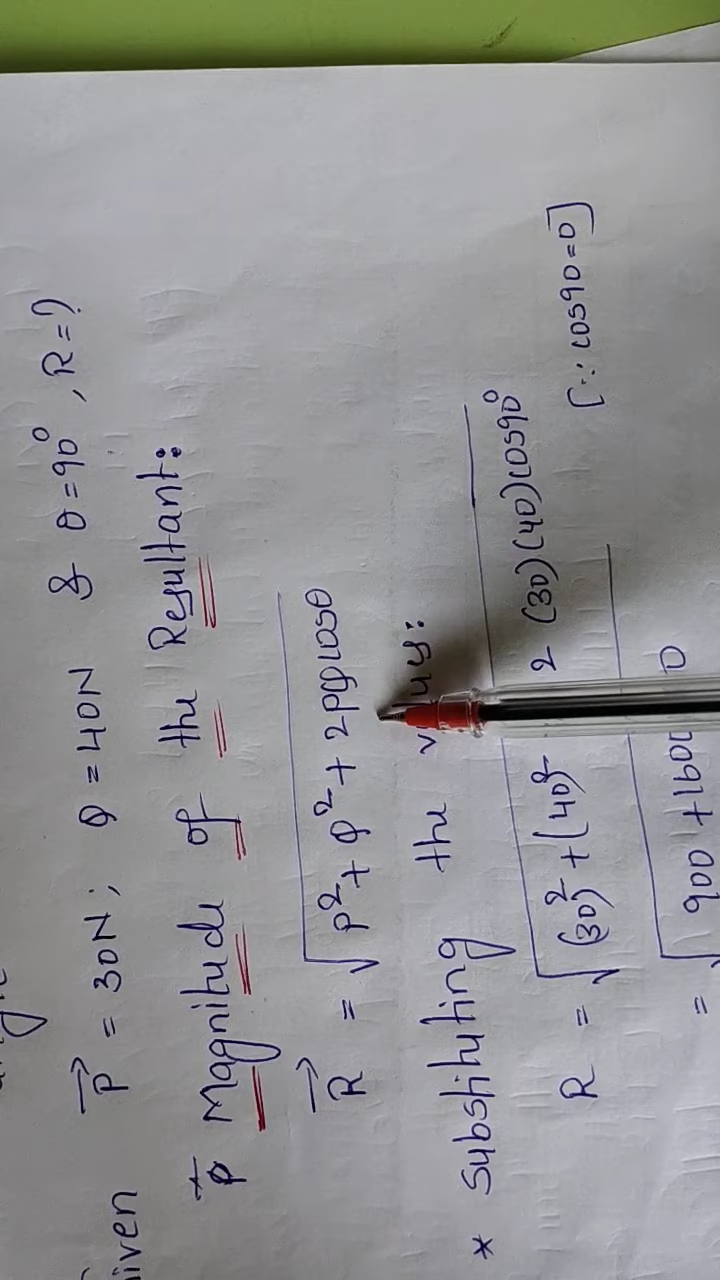 Given P⃗ = 30N; Q = 40N & θ=90°, R=?
Magnitude of the Resultant:
R⃗ = √P²+Q²+2PQcosθ
* Substituting the
R = √(30)²+(40)² 2(30)(40)cos90°
[∵ cos90=0]
= √900+1600 0